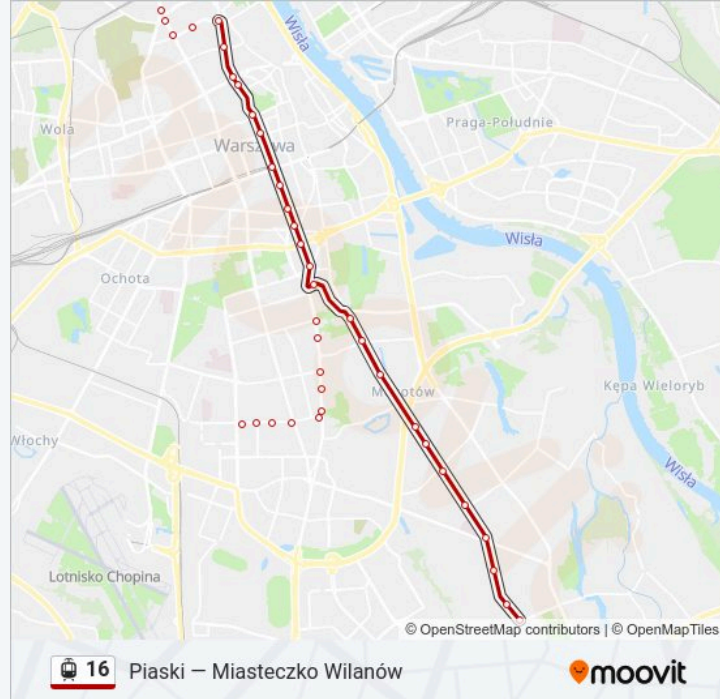 Wisła
Wola
Praga-Południe
Warszawa
Wisła
Ochota
Mokotów
Kępa Wieloryb
Włochy
Wisła
Lotnisko Chopina
© OpenStreetMap contributors | © OpenMapTiles
16 Piaski – Miasteczko Wilanów
moovit